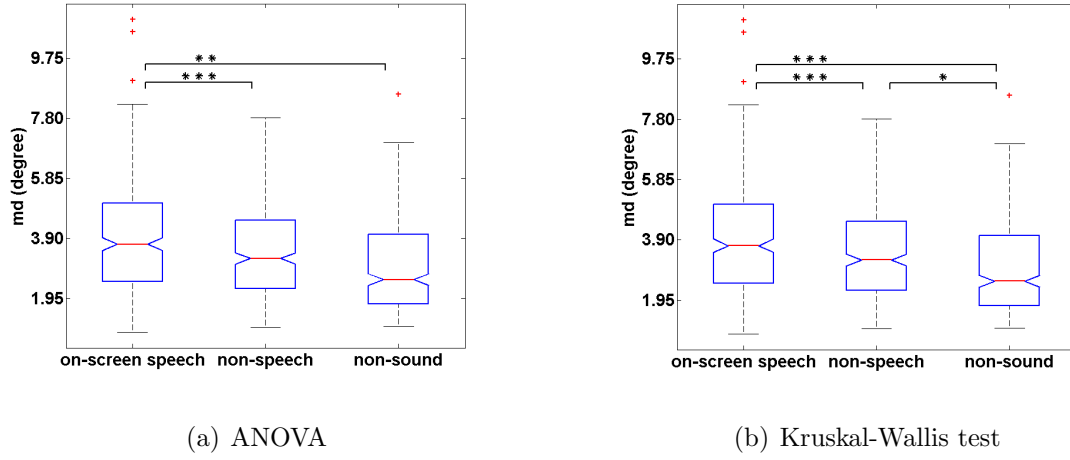 9.75
7.80
5.85
3.90
1.95
md (degree)
* *
* * *
on-screen speech non-speech non-sound
(a) ANOVA
9.75
7.80
5.85
3.90
1.95
md (degree)
* * *
* * * *
on-screen speech non-speech non-sound
(b) Kruskal-Wallis test